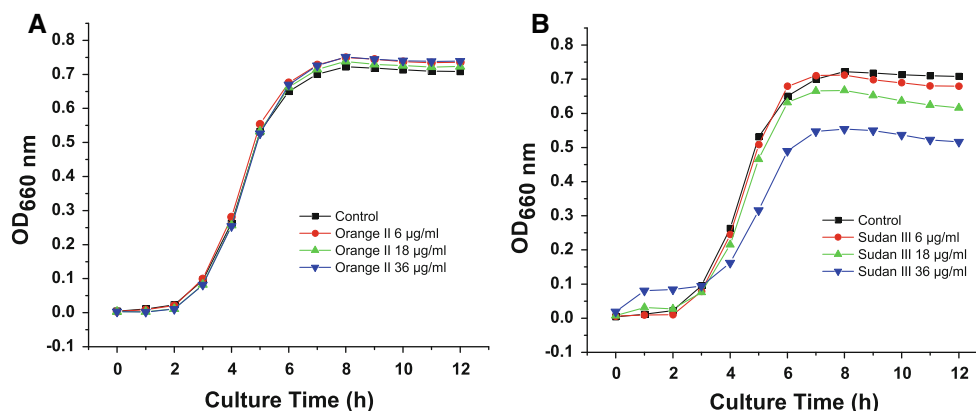 A
0.8
0.7
0.6
0.5
0.4
0.3
0.2
0.1
0.0
-0.1
OD660 nm
Control
Orange II 6 μg/ml
Orange II 18 μg/ml
Orange II 36 μg/ml
0 2 4 6 8 10 12
Culture Time (h)
B
0.8
0.7
0.6
0.5
0.4
0.3
0.2
0.1
0.0
-0.1
OD660 nm
Control
Sudan III 6 μg/ml
Sudan III 18 μg/ml
Sudan III 36 μg/ml
0 2 4 6 8 10 12
Culture Time (h)